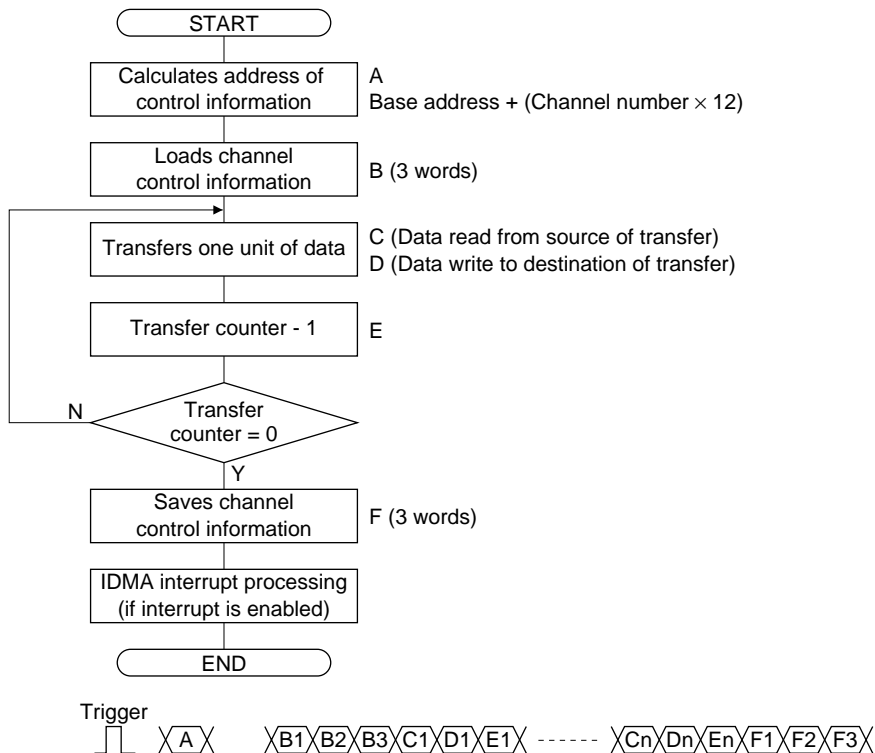 START
Calculates address of
control information
A
Base address + (Channel number × 12)
Loads channel
control information
B (3 words)
Transfers one unit of data
C (Data read from source of transfer)
D (Data write to destination of transfer)
Transfer counter - 1
E
N
Transfer
counter = 0
Y
Saves channel
control information
F (3 words)
IDMA interrupt processing
(if interrupt is enabled)
END
Trigger
A B1 B2 B3 C1 D1 E1 Cn Dn En F1 F2 F3